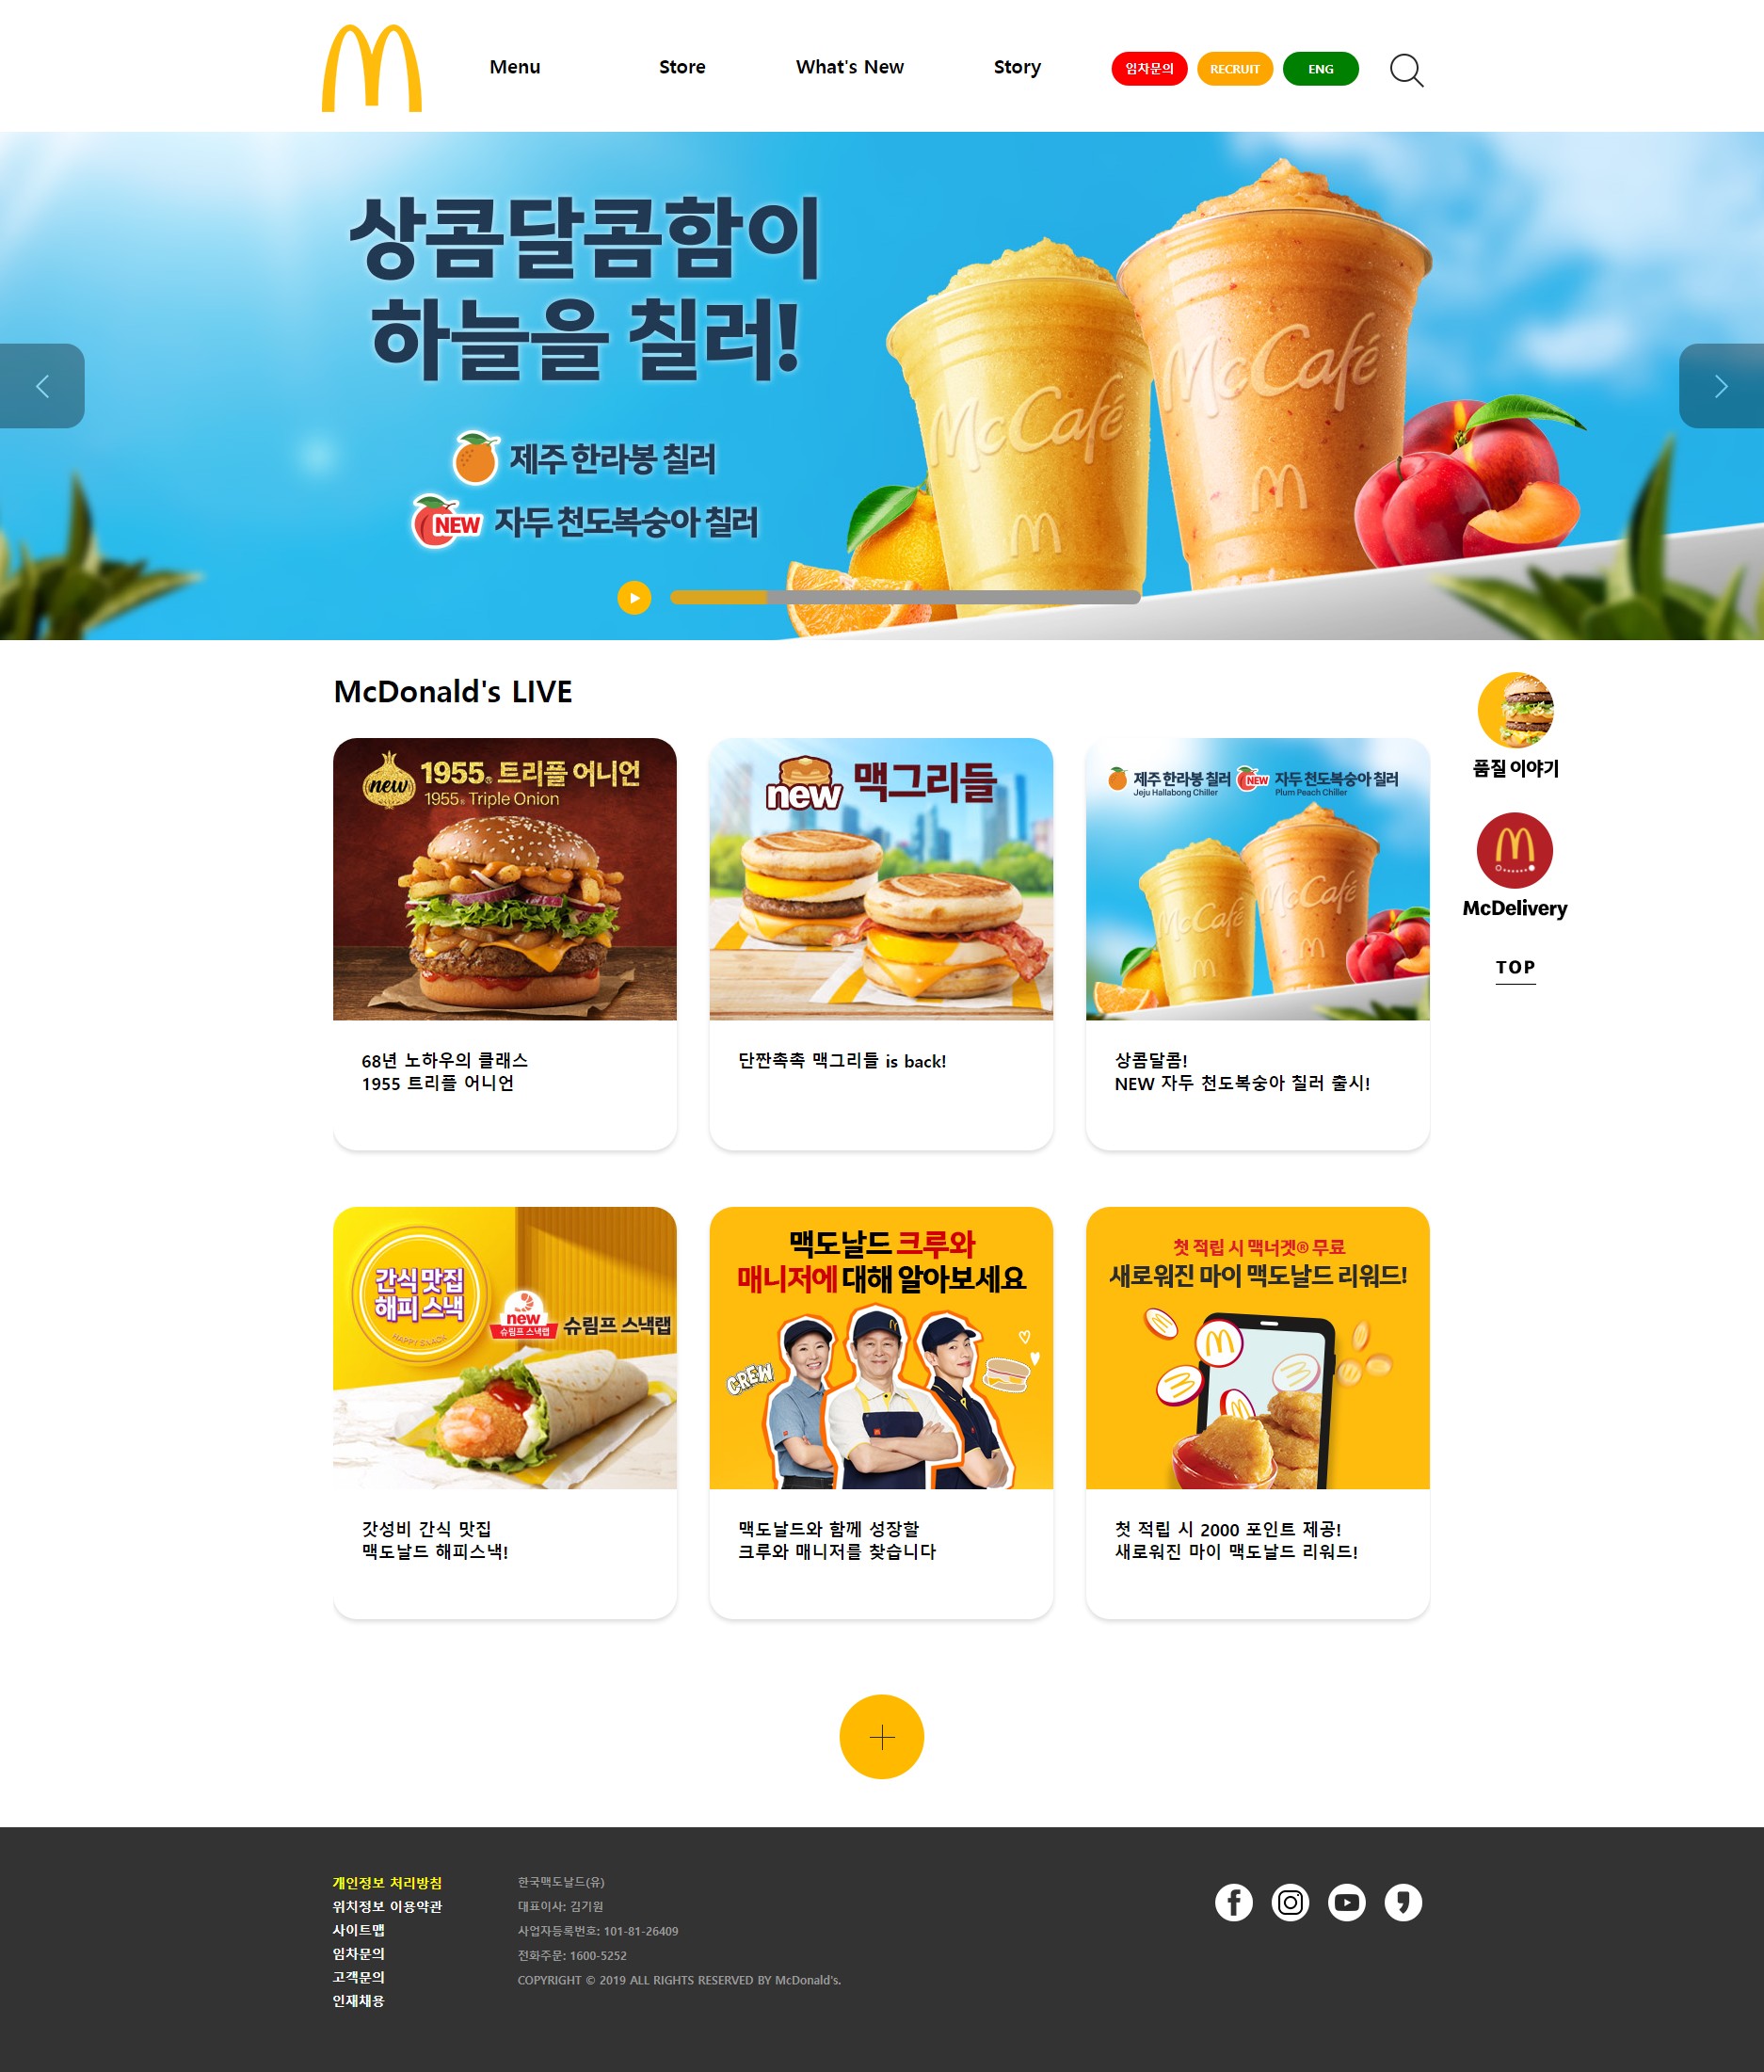 Menu
Store
What's New
Story
임차문의
RECRUIT
ENG
상콤달콤함이
하늘을 칠러!
제주 한라봉 칠러
NEW 자두 천도복숭아 칠러
McCafé
McCafé
McDonald's LIVE
품질 이야기
McDelivery
TOP
new 1955® 트리플 어니언
1955® Triple Onion
68년 노하우의 클래스
1955 트리플 어니언
new 맥그리들
단짠촉촉 맥그리들 is back!
제주 한라봉 칠러 NEW 자두 천도복숭아 칠러
Jeju Hallabong Chiller Plum Peach Chiller
McCafé
McCafé
상콤달콤!
NEW 자두 천도복숭아 칠러 출시!
간식 맛집
해피 스낵
HAPPY SNACK
new
슈림프 스낵랩
슈림프 스낵랩
갓성비 간식 맛집
맥도날드 해피스낵!
맥도날드 크루와
매니저에 대해 알아보세요
CREW
맥도날드와 함께 성장할
크루와 매니저를 찾습니다
첫 적립 시 맥너겟® 무료
새로워진 마이 맥도날드 리워드!
첫 적립 시 2000 포인트 제공!
새로워진 마이 맥도날드 리워드!
개인정보 처리방침
위치정보 이용약관
사이트맵
임차문의
고객문의
인재채용
한국맥도날드(유)
대표이사: 김기원
사업자등록번호: 101-81-26409
전화주문: 1600-5252
COPYRIGHT © 2019 ALL RIGHTS RESERVED BY McDonald's.